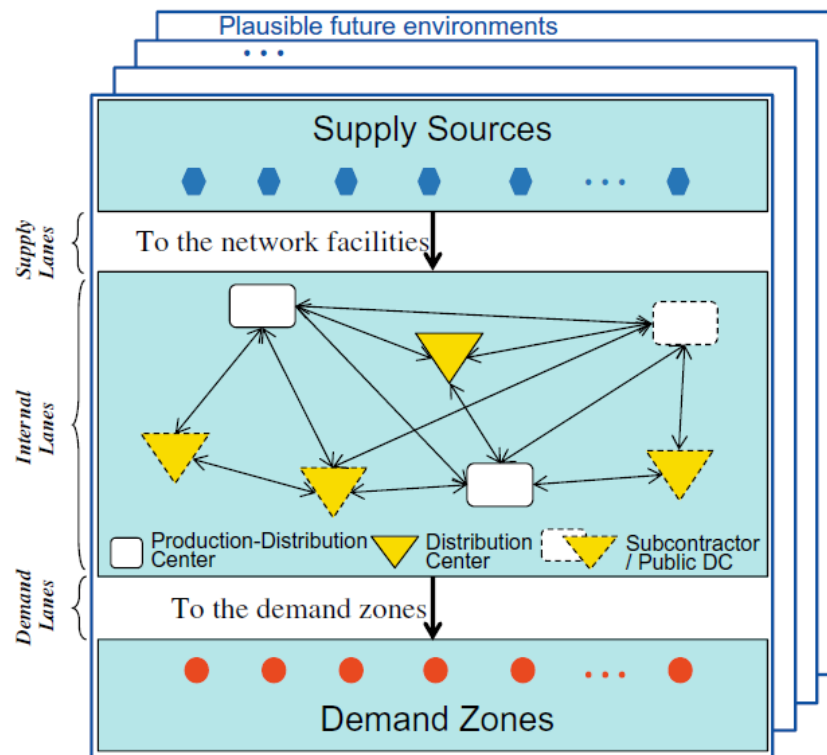 Plausible future environments
...
Supply Sources
...
Supply
Lanes
To the network facilities
Internal
Lanes
Production-Distribution
Center
Distribution
Center
Subcontractor
/ Public DC
Demand
Lanes
To the demand zones
...
Demand Zones